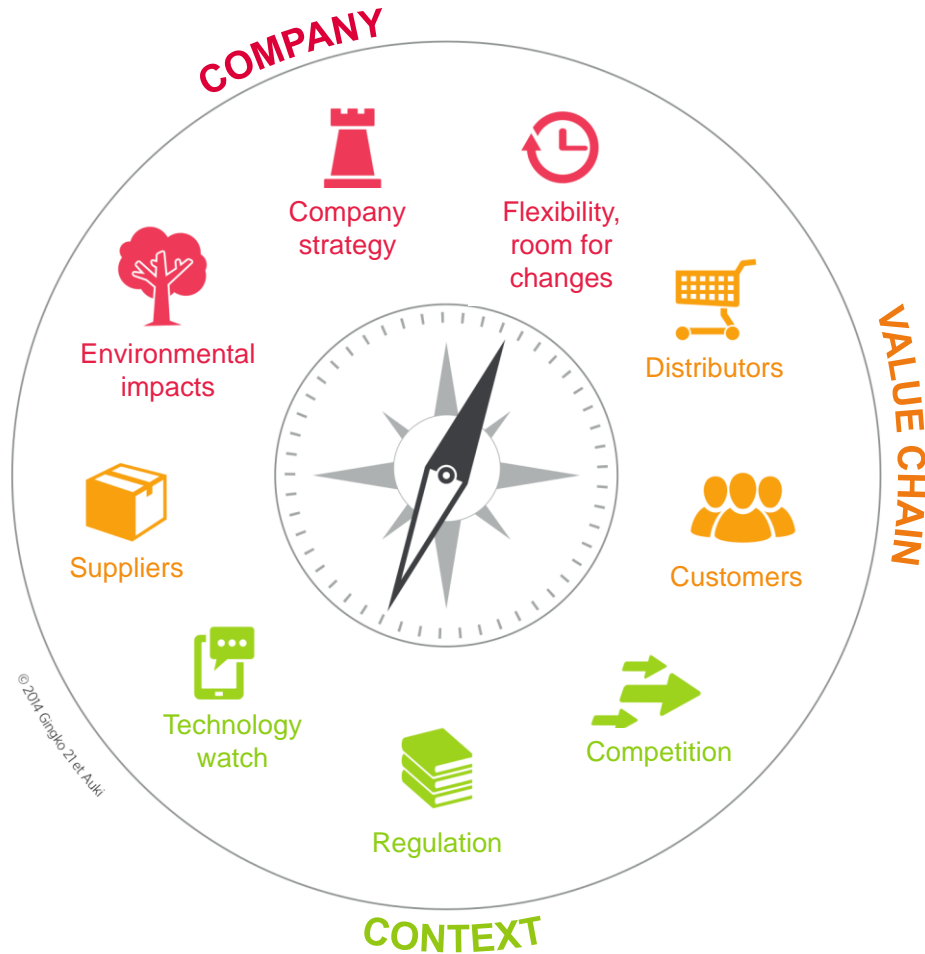 COMPANY
Company
strategy
Flexibility,
room for
changes
Environmental
impacts
Distributors
VALUE CHAIN
Suppliers
Customers
Technology
watch
Competition
Regulation
© 2014 Gingko 21 et Auki
CONTEXT